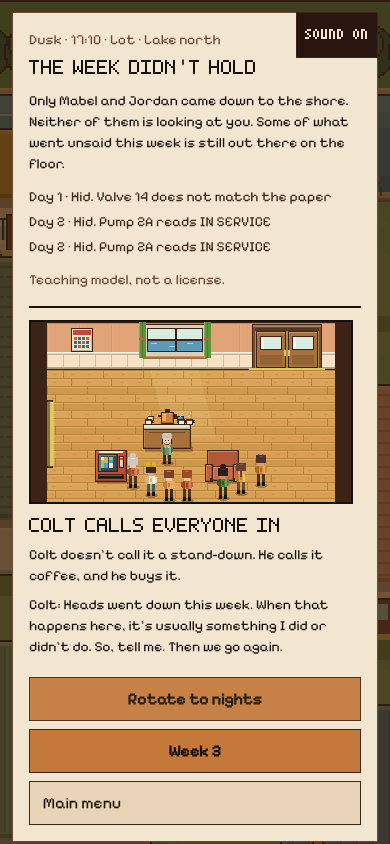 Dusk · 17:10 · Lot · Lake north
SOUND ON
THE WEEK DIDN'T HOLD
Only Mabel and Jordan came down to the shore.
Neither of them is looking at you. Some of what
went unsaid this week is still out there on the
floor.
Day 1 · Hid. Valve 14 does not match the paper
Day 2 · Hid. Pump 2A reads IN SERVICE
Day 2 · Hid. Pump 2A reads IN SERVICE
Teaching model, not a license.
COLT CALLS EVERYONE IN
Colt doesn't call it a stand-down. He calls it
coffee, and he buys it.
Colt: Heads went down this week. When that
happens here, it's usually something I did or
didn't do. So, tell me. Then we go again.
Rotate to nights
Week 3
Main menu